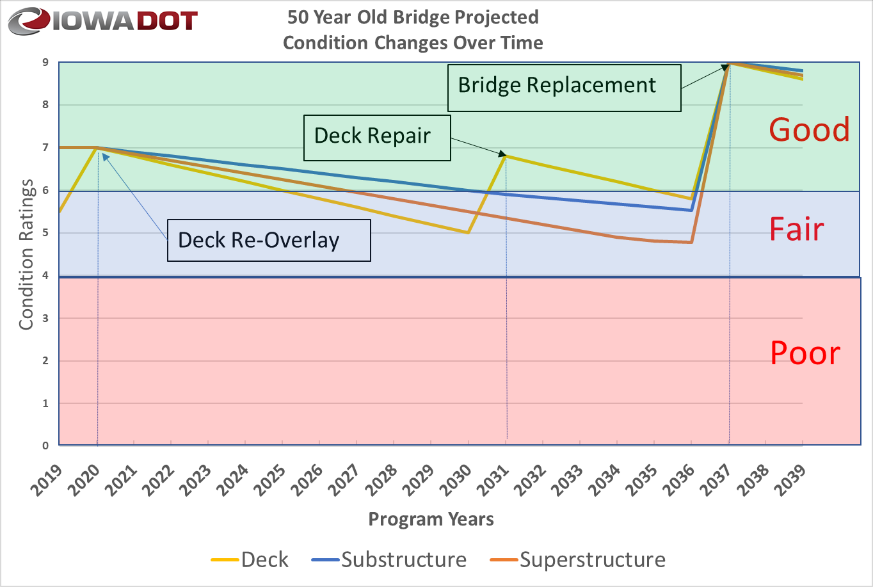 IOWADOT
50 Year Old Bridge Projected
Condition Changes Over Time
Condition Ratings
9
8
7
6
5
4
3
2
1
0
Bridge Replacement
Deck Repair
Deck Re-Overlay
Good
Fair
Poor
2019 2020 2021 2022 2023 2024 2025 2026 2027 2028 2029 2030 2031 2032 2033 2034 2035 2036 2037 2038 2039
Program Years
Deck Substructure Superstructure